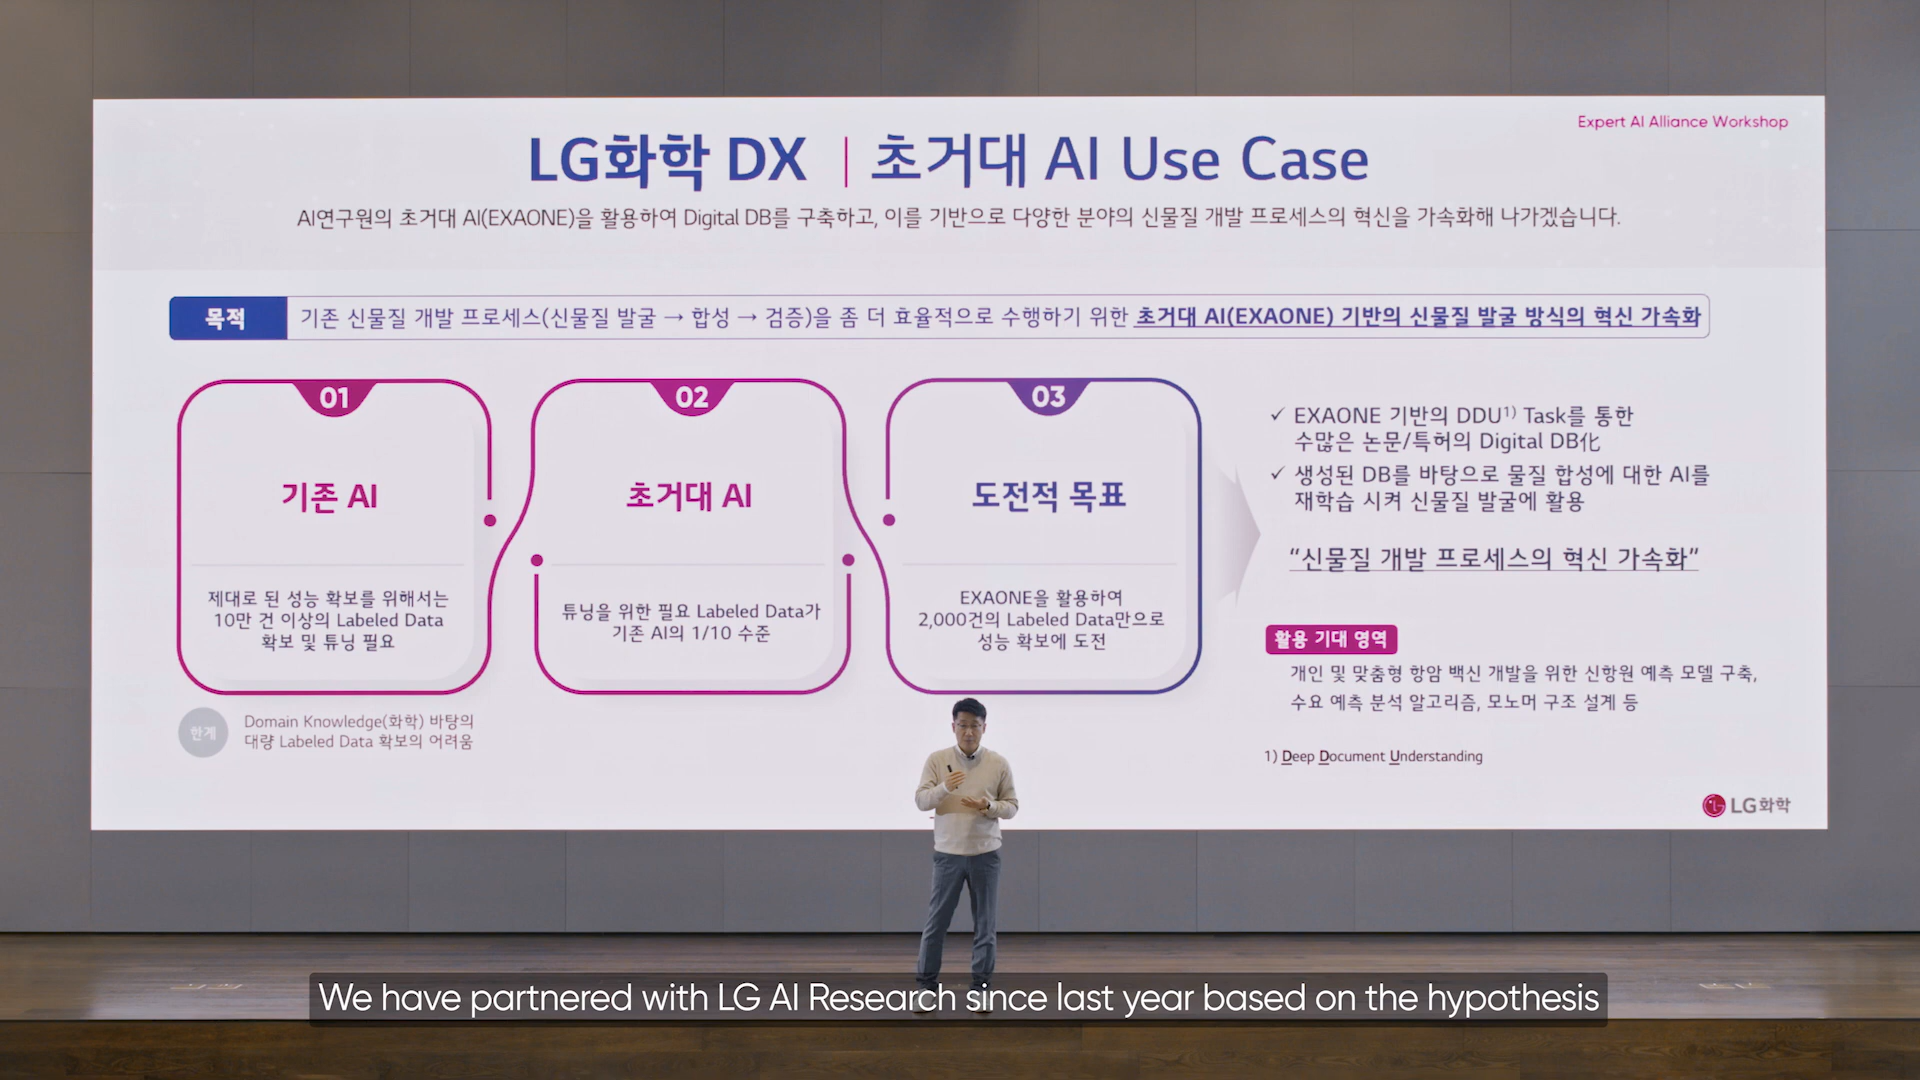 Expert AI Alliance Workshop
LG화학 DX | 초거대 AI Use Case
AI연구원의 초거대 AI(EXAONE)을 활용하여 Digital DB를 구축하고, 이를 기반으로 다양한 분야의 신물질 개발 프로세스의 혁신을 가속화해 나가겠습니다.
목적
기존 신물질 개발 프로세스(신물질 발굴 → 합성 → 검증)을 좀 더 효율적으로 수행하기 위한 초거대 AI(EXAONE) 기반의 신물질 발굴 방식의 혁신 가속화
01
기존 AI
제대로 된 성능 확보를 위해서는
10만 건 이상의 Labeled Data
확보 및 튜닝 필요
한계
Domain Knowledge(화학) 바탕의
대량 Labeled Data 확보의 어려움
02
초거대 AI
튜닝을 위한 필요 Labeled Data가
기존 AI의 1/10 수준
03
도전적 목표
EXAONE을 활용하여
2,000건의 Labeled Data만으로
성능 확보에 도전
✓ EXAONE 기반의 DDU1) Task를 통한
수많은 논문/특허의 Digital DB化
✓ 생성된 DB를 바탕으로 물질 합성에 대한 AI를
재학습 시켜 신물질 발굴에 활용
“신물질 개발 프로세스의 혁신 가속화”
활용 기대 영역
개인 및 맞춤형 항암 백신 개발을 위한 신항원 예측 모델 구축,
수요 예측 분석 알고리즘, 모노머 구조 설계 등
1) Deep Document Understanding
LG화학
We have partnered with LG AI Research since last year based on the hypothesis